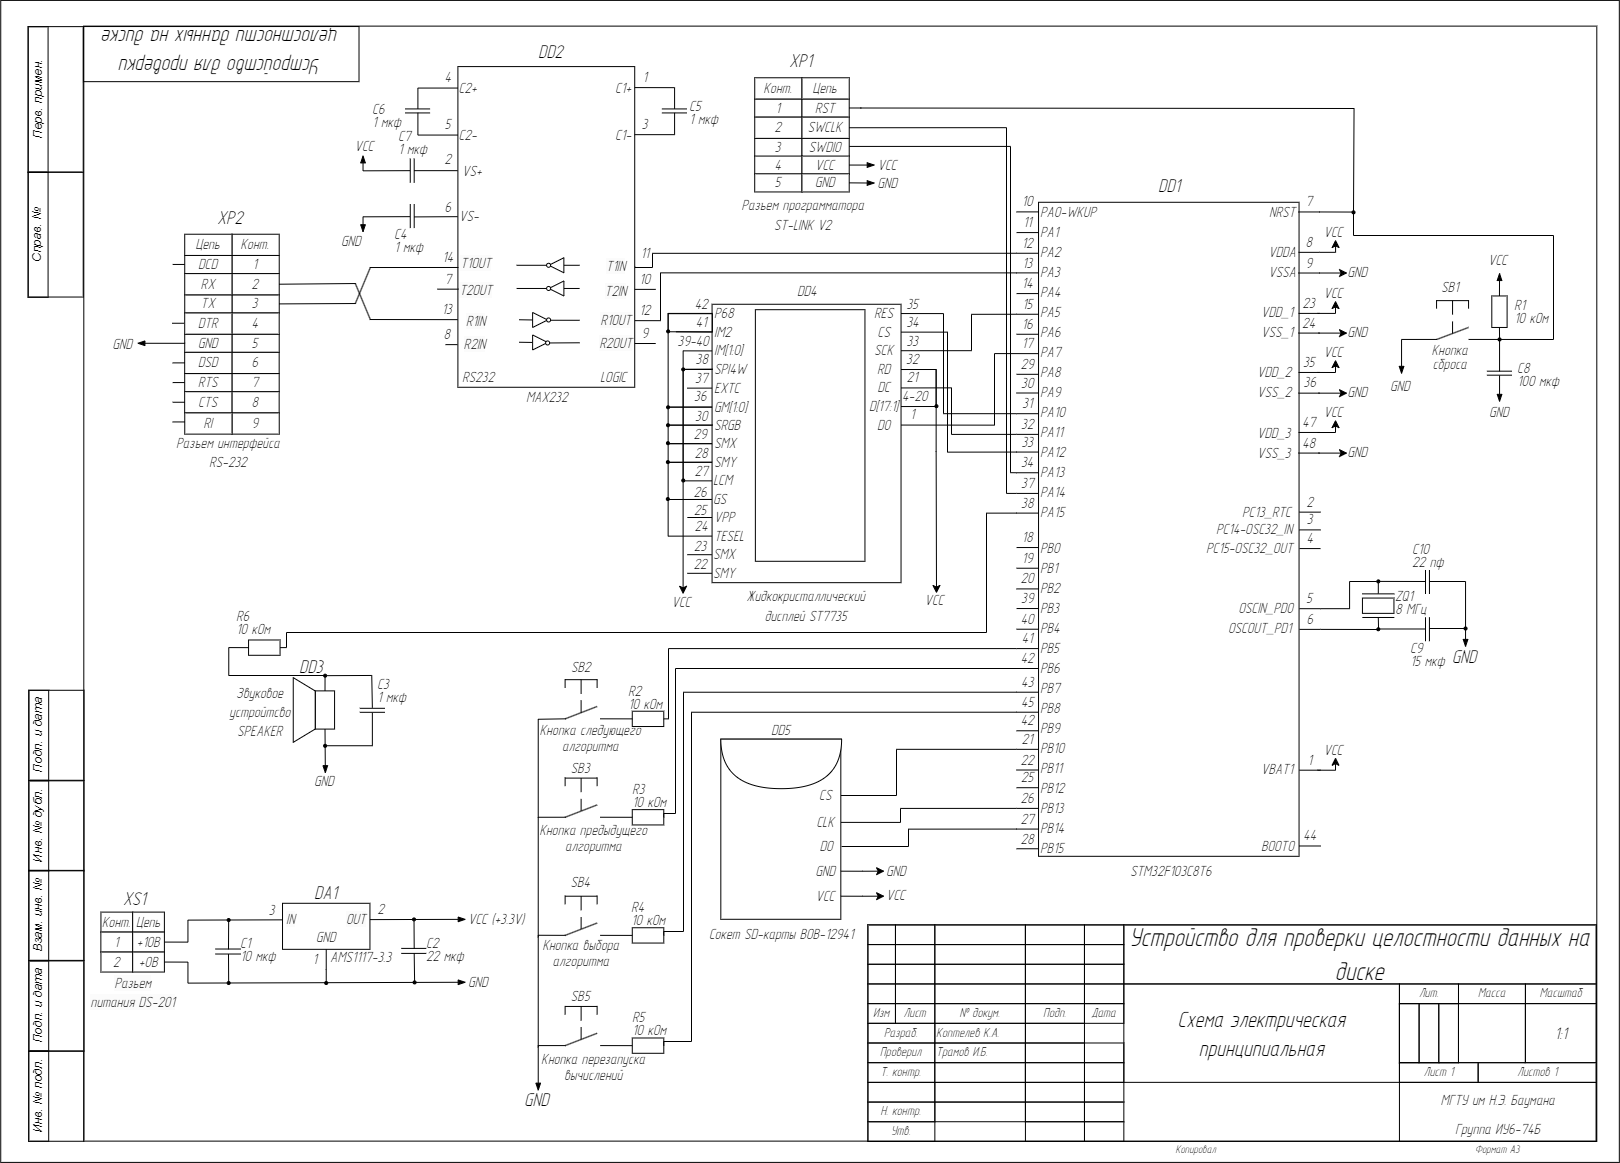 Устройство для проверки
целостности данных на диске
Перв. примен.
Справ. №
Подп. и дата
Инв. № дубл.
Взам. инв. №
Подп. и дата
Инв. № подп.
DD2
4
C2+
C1+
1
C6
1 мкф
C5
1 мкф
5
C2-
C1-
3
C7
1 мкф
VCC
2
VS+
6
VS-
GND
C4
1 мкф
14
T1OUT
T1IN
11
7
T2OUT
T2IN
10
13
R1IN
R1OUT
12
8
R2IN
R2OUT
9
RS232
LOGIC
MAX232
XP2
Цепь Конт.
DCD 1
RX 2
TX 3
DTR 4
GND 5
DSD 6
RTS 7
CTS 8
RI 9
GND
Разъем интерфейса
RS-232
XP1
Конт. Цепь
1 RST
2 SWCLK
3 SWDIO
4 VCC
5 GND
VCC
GND
Разъем программатора
ST-LINK V2
DD4
42 P68
41 IM2
39-40 IM[1:0]
38 SPI4W
37 EXTC
36 GM[1:0]
30 SRGB
29 SMX
28 SMY
27 LCM
26 GS
25 VPP
24 TESEL
23 SMX
22 SMY
RES 35
CS 34
SCK 33
RD 32
DC 21
D[17:1] 4-20
DO 1
VCC
VCC
Жидкокристаллический
дисплей ST7735
DD1
10 PA0-WKUP
11 PA1
12 PA2
13 PA3
14 PA4
15 PA5
16 PA6
17 PA7
29 PA8
30 PA9
31 PA10
32 PA11
33 PA12
34 PA13
37 PA14
38 PA15
18 PB0
19 PB1
20 PB2
39 PB3
40 PB4
41 PB5
42 PB6
43 PB7
45 PB8
42 PB9
21 PB10
22 PB11
25 PB12
26 PB13
27 PB14
28 PB15
NRST 7
VDDA 8 VCC
VSSA 9 GND
VDD_1 23 VCC
VSS_1 24 GND
VDD_2 35 VCC
VSS_2 36 GND
VDD_3 47 VCC
VSS_3 48 GND
PC13_RTC 2
PC14-OSC32_IN 3
PC15-OSC32_OUT 4
OSCIN_PD0 5
OSCOUT_PD1 6
VBAT1 1 VCC
BOOT0 44
STM32F103C8T6
SB1
Кнопка
сброса
GND
VCC
R1
10 кОм
C8
100 мкф
GND
C10
22 пф
ZQ1
8 МГц
C9
15 мкф
GND
R6
10 кОм
DD3
Звуковое
устроитсво
SPEAKER
C3
1 мкф
GND
SB2
R2
10 кОм
Кнопка следующего
алгоритма
SB3
R3
10 кОм
Кнопка предыдущего
алгоритма
SB4
R4
10 кОм
Кнопка выбора
алгоритма
SB5
R5
10 кОм
Кнопка перезапуска
вычислений
GND
DD5
CS
CLK
DO
GND GND
VCC VCC
Сокет SD-карты BOB-12941
XS1
Конт. Цепь
1 +10В
2 +0В
Разъем
питания DS-201
C1
10 мкф
DA1
3 IN
OUT 2
GND
1
AMS1117-3.3
C2
22 мкф
VCC (+3.3V)
GND
Устройство для проверки целостности данных на
диске
Схема электрическая
принципиальная
Изм Лист № докум. Подп. Дата
Разраб. Коптелев К.А.
Проверил Трамов И.Б.
Т. контр.
Н. контр.
Утв.
Лит. Масса Масштаб
1:1
Лист 1 Листов 1
МГТУ им Н.Э. Баумана
Группа ИУ6-74Б
Копировал
Формат А3